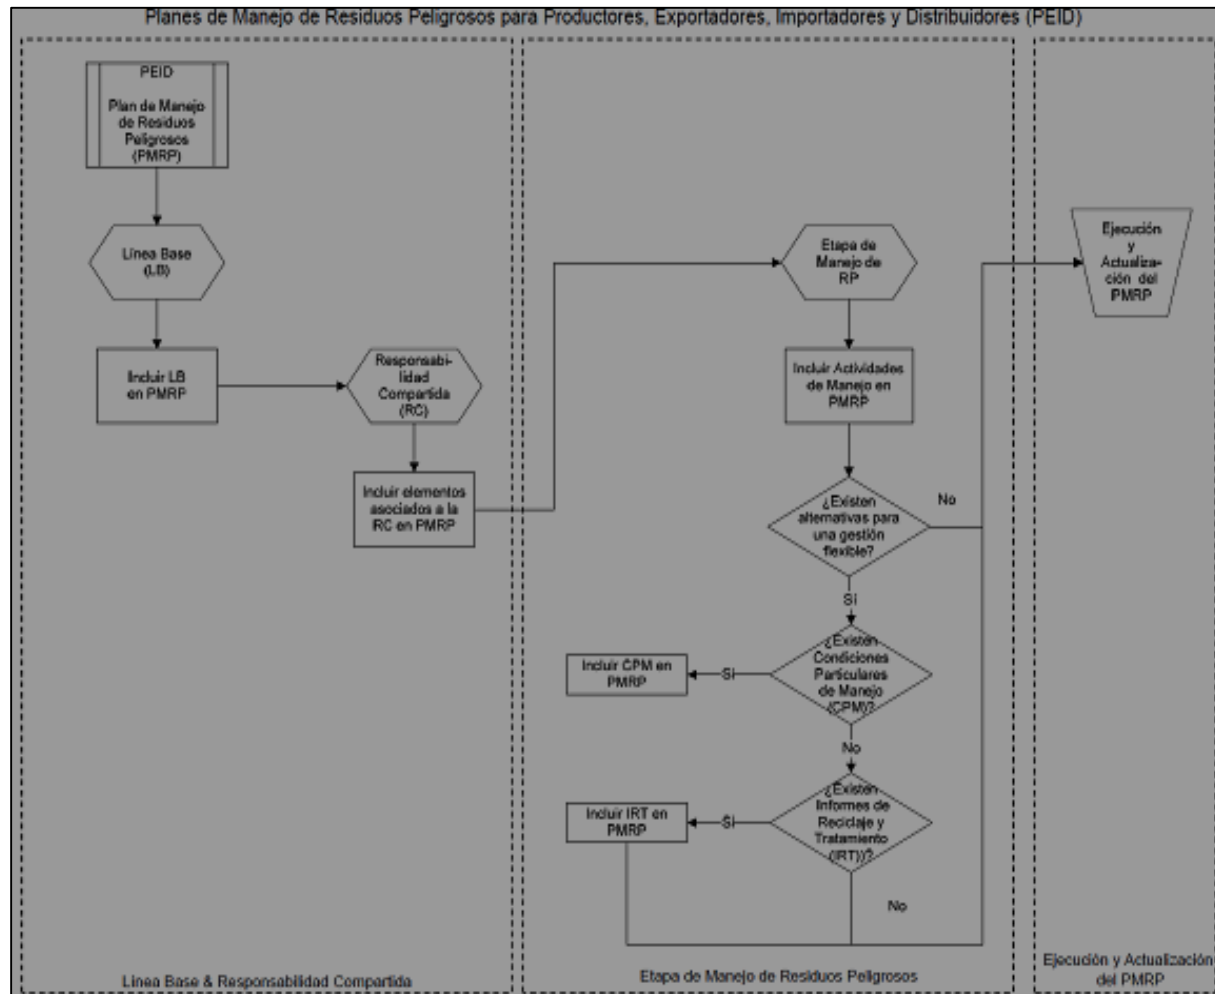 Planes de Manejo de Residuos Peligrosos para Productores, Exportadores, Importadores y Distribuidores (PEID)
PEID
Plan de Manejo
de Residuos
Peligrosos
(PMRP)
Línea Base
(LB)
Incluir LB
en PMRP
Responsabi-
lidad
Compartida
(RC)
Incluir elementos
asociados a la
RC en PMRP
Línea Base & Responsabilidad Compartida
Etapa de
Manejo de
RP
Incluir Actividades
de Manejo en
PMRP
¿Existen
alternativas para
una gestión
flexible?
No
Sí
¿Existen
Condiciones
Particulares
de Manejo
(CPM)?
Si
Incluir CPM en
PMRP
No
¿Existen
Informes de
Reciclaje y
Tratamiento
(IRT))?
Si
Incluir IRT en
PMRP
No
Etapa de Manejo de Residuos Peligrosos
Ejecución
y
Actualiza-
ción del
PMRP
Ejecución y Actualización
del PMRP